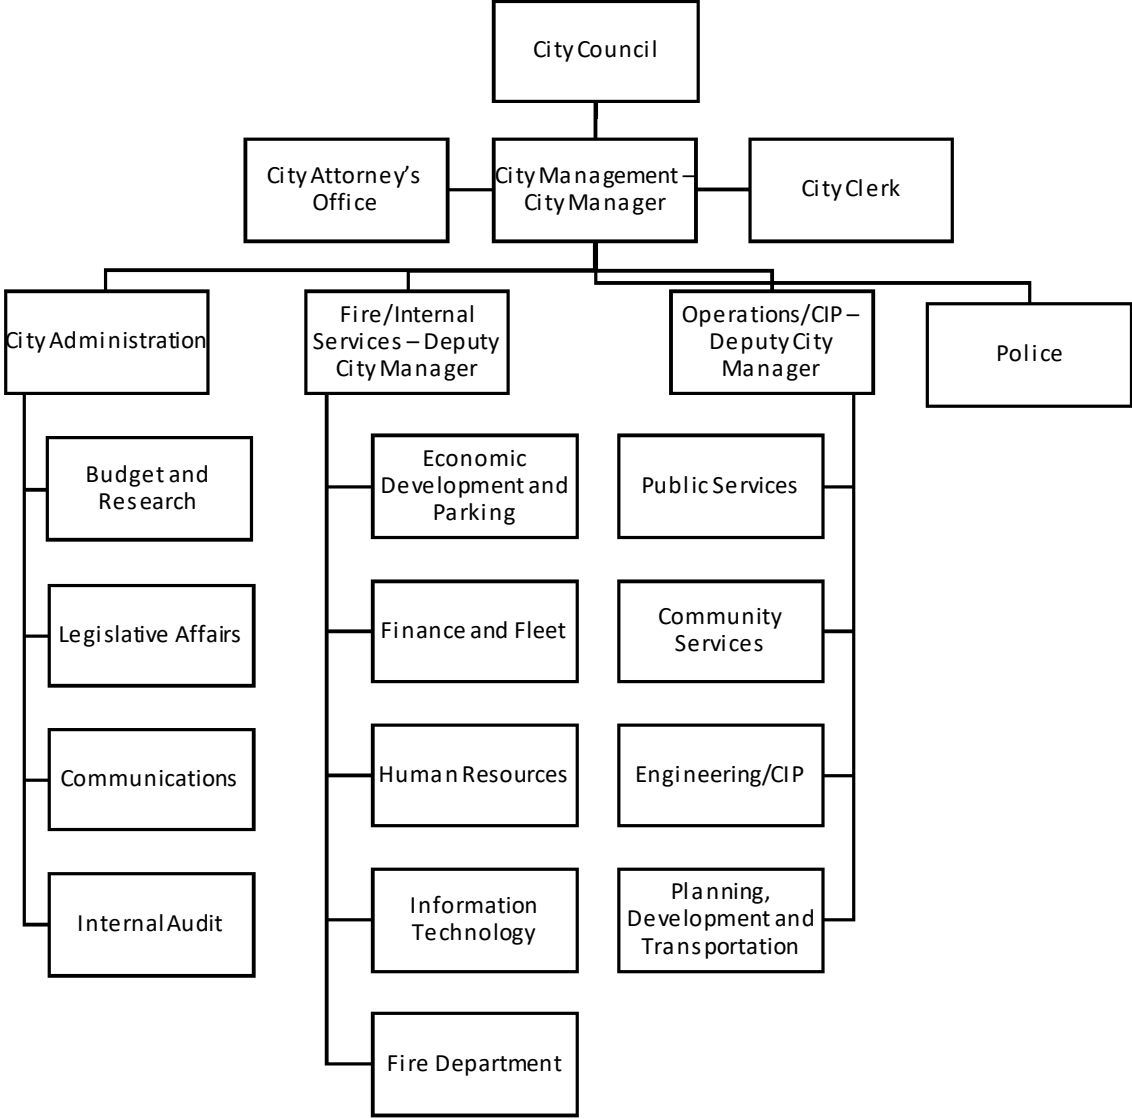 City Council
City Attorney's
Office
City Management –
City Manager
City Clerk
City Administration
Fire/Internal
Services – Deputy
City Manager
Operations/CIP –
Deputy City
Manager
Police
Budget and
Research
Legislative Affairs
Communications
Internal Audit
Economic
Development and
Parking
Finance and Fleet
Human Resources
Information
Technology
Fire Department
Public Services
Community
Services
Engineering/CIP
Planning,
Development and
Transportation